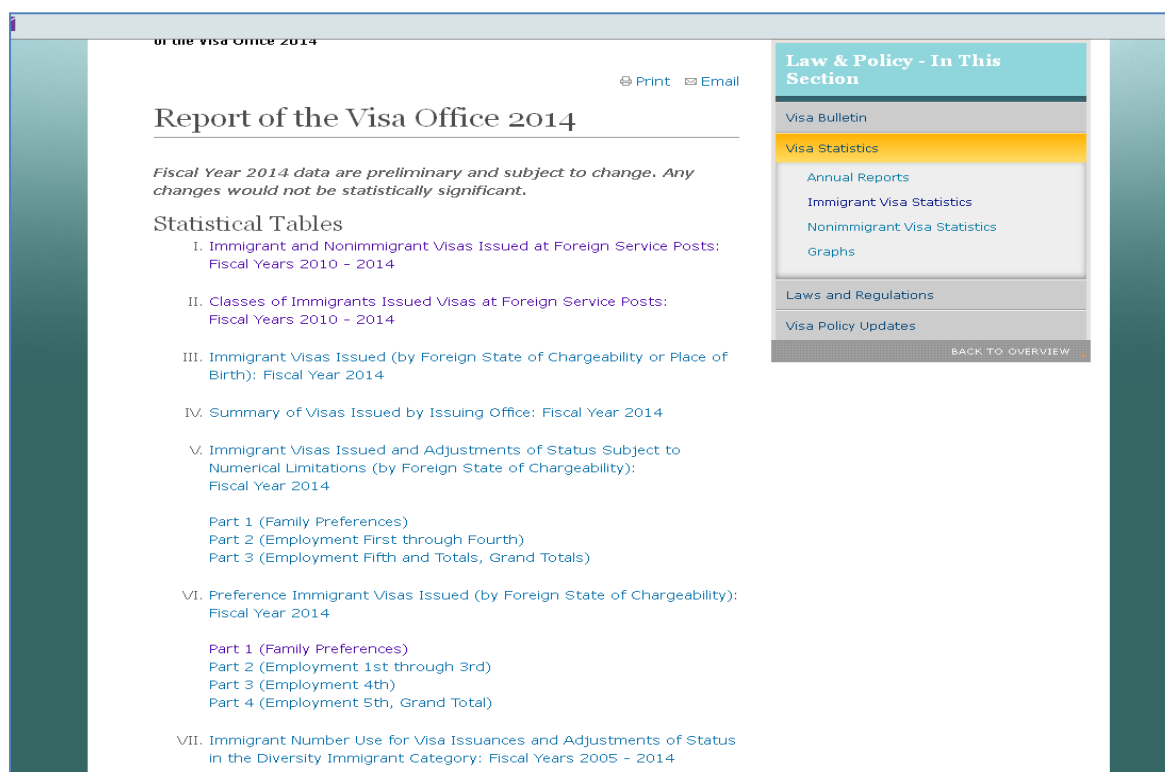 of the Visa Office 2014
Print Email
Report of the Visa Office 2014
Fiscal Year 2014 data are preliminary and subject to change. Any
changes would not be statistically significant.
Statistical Tables
I. Immigrant and Nonimmigrant Visas Issued at Foreign Service Posts:
Fiscal Years 2010 - 2014
II. Classes of Immigrants Issued Visas at Foreign Service Posts:
Fiscal Years 2010 - 2014
III. Immigrant Visas Issued (by Foreign State of Chargeability or Place of
Birth): Fiscal Year 2014
IV. Summary of Visas Issued by Issuing Office: Fiscal Year 2014
V. Immigrant Visas Issued and Adjustments of Status Subject to
Numerical Limitations (by Foreign State of Chargeability):
Fiscal Year 2014
Part 1 (Family Preferences)
Part 2 (Employment First through Fourth)
Part 3 (Employment Fifth and Totals, Grand Totals)
VI. Preference Immigrant Visas Issued (by Foreign State of Chargeability):
Fiscal Year 2014
Part 1 (Family Preferences)
Part 2 (Employment 1st through 3rd)
Part 3 (Employment 4th)
Part 4 (Employment 5th, Grand Total)
VII. Immigrant Number Use for Visa Issuances and Adjustments of Status
in the Diversity Immigrant Category: Fiscal Years 2005 - 2014
Law & Policy - In This
Section
Visa Bulletin
Visa Statistics
Annual Reports
Immigrant Visa Statistics
Nonimmigrant Visa Statistics
Graphs
Laws and Regulations
Visa Policy Updates
BACK TO OVERVIEW